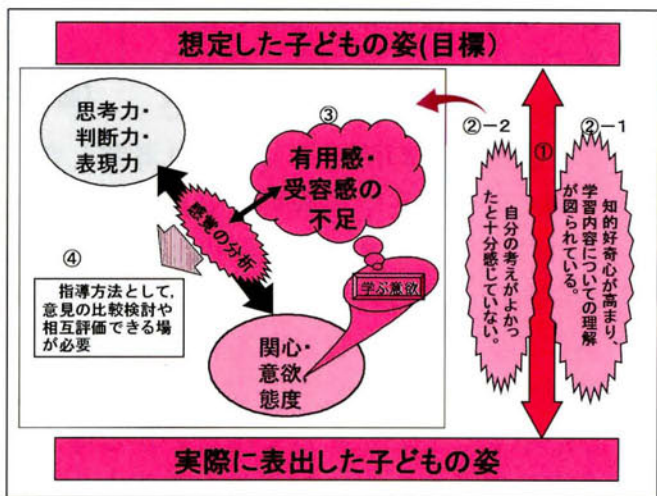 想定した子どもの姿(目標)
思考力・
判断力・
表現力
③
有用感・
受容感の
不足
感覚の分析
④
指導方法として,
意見の比較検討や
相互評価できる場
が必要
学ぶ意欲
関心・
意欲,
態度
②-2
①
②-1
知的好奇心が高まり、
学習内容についての理解
が図られている。
自分の考えがよかっ
たと十分感じていない。
実際に表出した子どもの姿